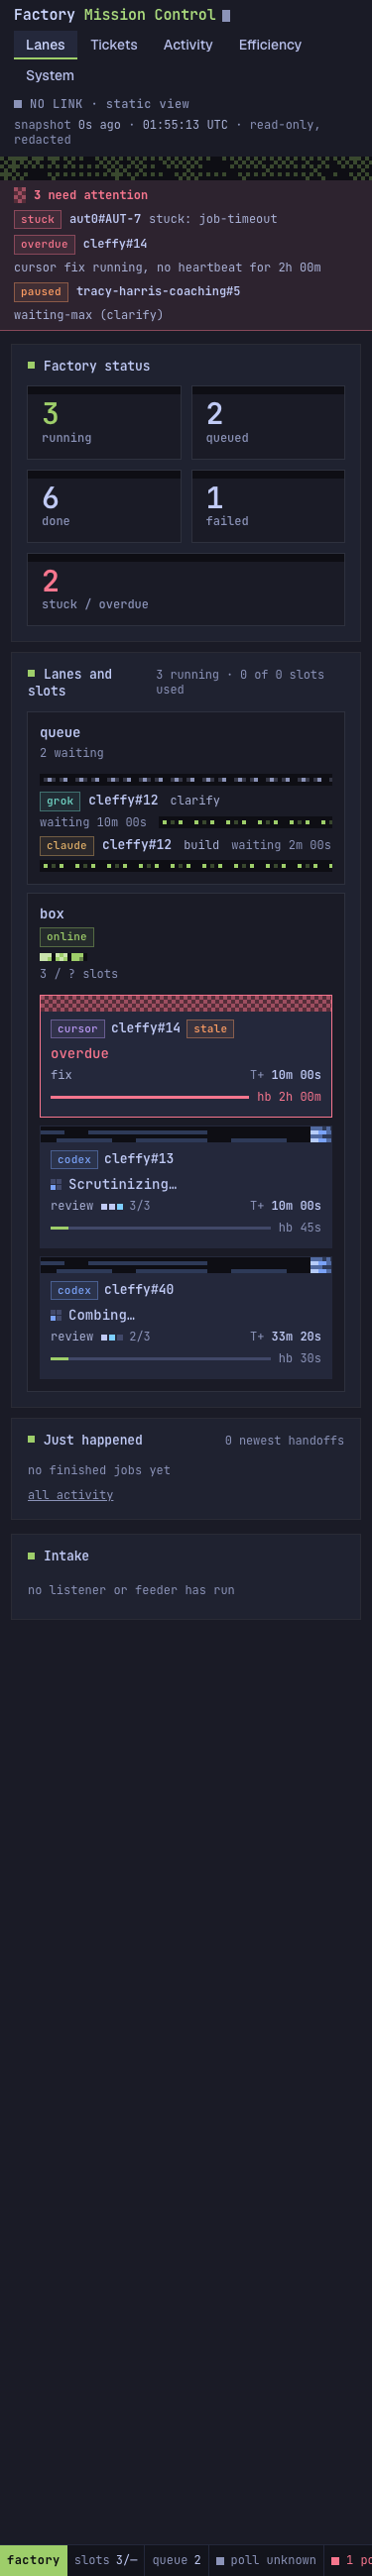 Factory Mission Control
Lanes Tickets Activity Efficiency
System
NO LINK · static view
snapshot 0s ago · 01:55:13 UTC · read-only,
redacted
3 need attention
stuck aut0#AUT-7 stuck: job-timeout
overdue cleffy#14
cursor fix running, no heartbeat for 2h 00m
paused tracy-harris-coaching#5
waiting-max (clarify)
Factory status
3 2
running queued
6 1
done failed
2
stuck / overdue
Lanes and 3 running · 0 of 0 slots
slots used
queue
2 waiting
grok cleffy#12 clarify
waiting 10m 00s
claude cleffy#12 build waiting 2m 00s
box
online
3 / ? slots
cursor cleffy#14 stale
overdue
fix T+ 10m 00s
hb 2h 00m
codex cleffy#13
Scrutinizing…
review 3/3 T+ 10m 00s
hb 45s
codex cleffy#40
Combing…
review 2/3 T+ 33m 20s
hb 30s
Just happened 0 newest handoffs
no finished jobs yet
all activity
Intake
no listener or feeder has run
factory slots 3/— queue 2 poll unknown 1